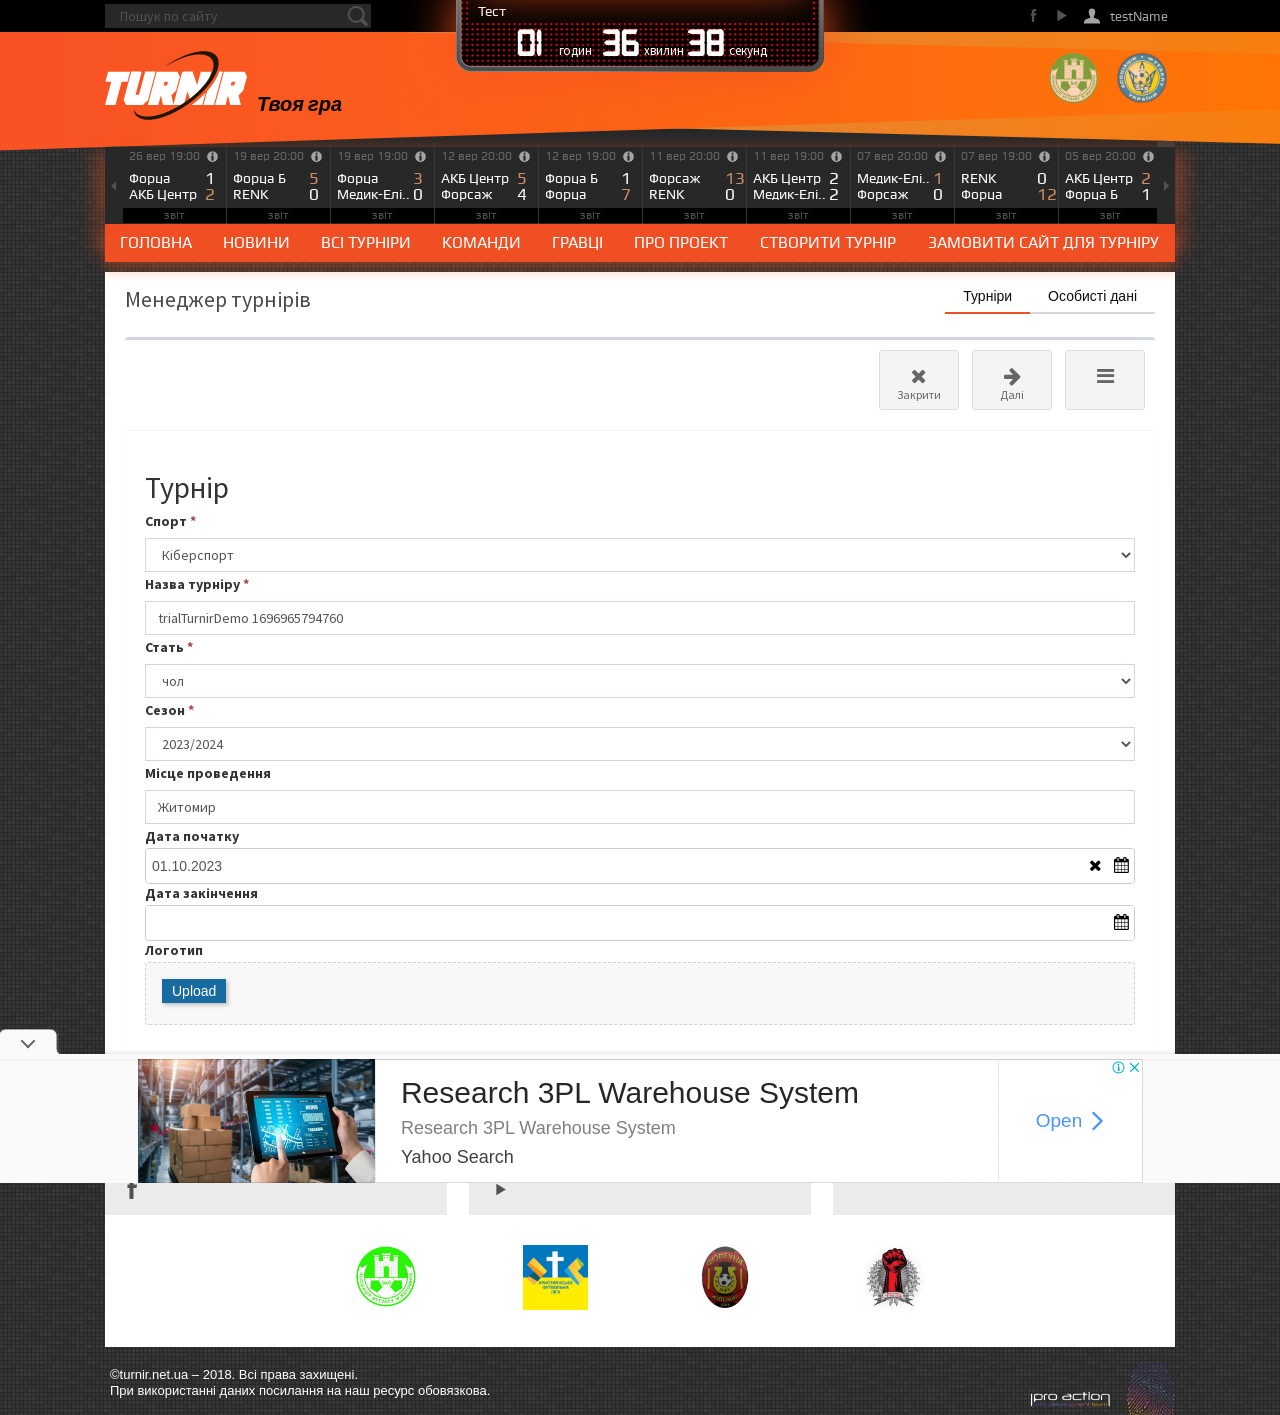 Пошук по сайту
Тест
01 годин 36 хвилин 38 секунд
testName
TURNIR
Твоя гра
26 вер 19:00 19 вер 20:00 19 вер 19:00 12 вер 20:00 12 вер 19:00 11 вер 20:00 11 вер 19:00 07 вер 20:00 07 вер 19:00 05 вер 20:00
Форца 1 Форца Б 5 Форца 3 АКБ Центр 5 Форца Б 1 Форсаж 13 АКБ Центр 2 Медик-Елі.. 1 RENK 0 АКБ Центр 2
АКБ Центр 2 RENK 0 Медик-Елі.. 0 Форсаж 4 Форца 7 RENK 0 Медик-Елі.. 2 Форсаж 0 Форца 12 Форца Б 1
звіт звіт звіт звіт звіт звіт звіт звіт звіт звіт
ГОЛОВНА НОВИНИ ВСІ ТУРНІРИ КОМАНДИ ГРАВЦІ ПРО ПРОЕКТ СТВОРИТИ ТУРНІР ЗАМОВИТИ САЙТ ДЛЯ ТУРНІРУ
Менеджер турнірів
Турніри Особисті дані
Закрити Далі
Турнір
Спорт *
Кіберспорт
Назва турніру *
trialTurnirDemo 1696965794760
Стать *
чол
Сезон *
2023/2024
Місце проведення
Житомир
Дата початку
01.10.2023
Дата закінчення
Логотип
Upload
Research 3PL Warehouse System
Research 3PL Warehouse System
Yahoo Search
Open
©turnir.net.ua – 2018. Всі права захищені.
При використанні даних посилання на наш ресурс обовязкова.
pro action